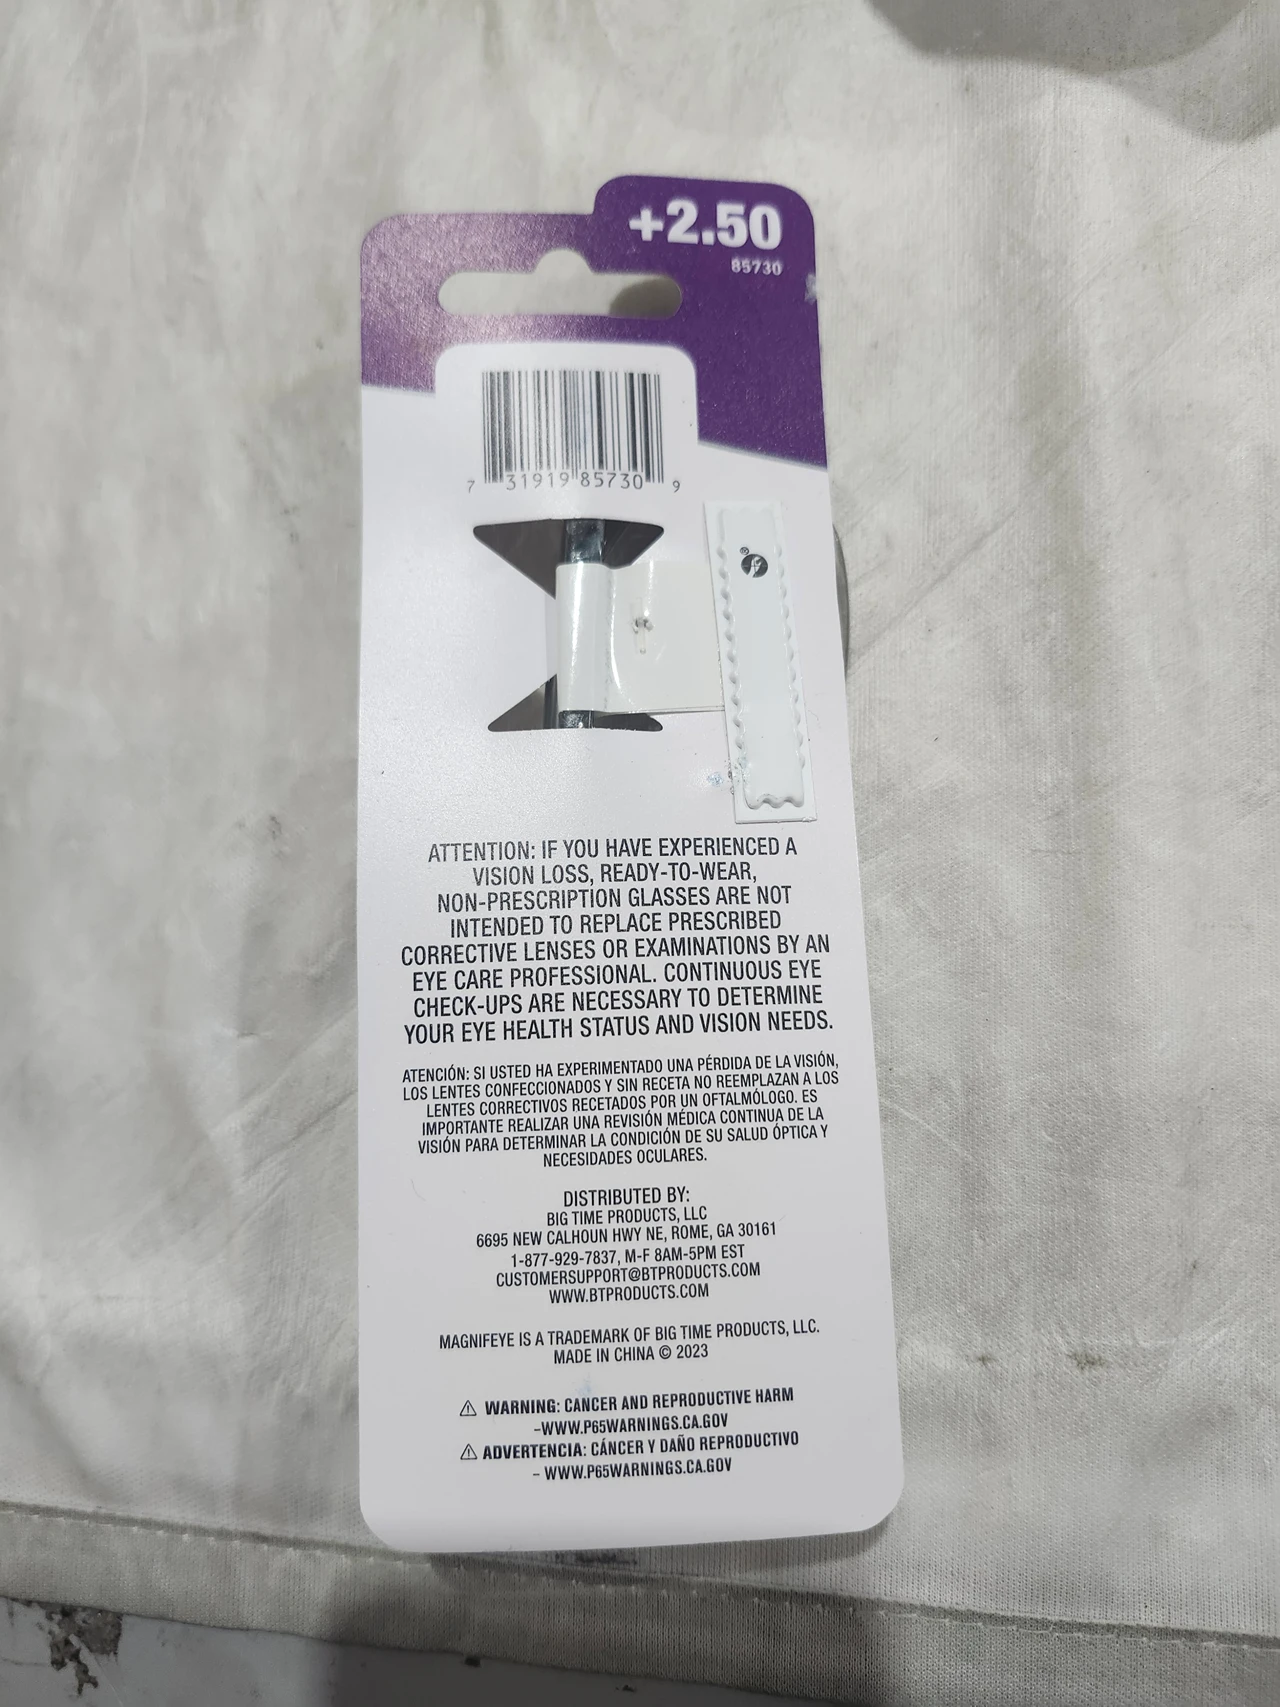 +2.50
85730
7 31919 85730 9
®
ATTENTION: IF YOU HAVE EXPERIENCED A
VISION LOSS, READY-TO-WEAR,
NON-PRESCRIPTION GLASSES ARE NOT
INTENDED TO REPLACE PRESCRIBED
CORRECTIVE LENSES OR EXAMINATIONS BY AN
EYE CARE PROFESSIONAL. CONTINUOUS EYE
CHECK-UPS ARE NECESSARY TO DETERMINE
YOUR EYE HEALTH STATUS AND VISION NEEDS.
ATENCIÓN: SI USTED HA EXPERIMENTADO UNA PÉRDIDA DE LA VISIÓN,
LOS LENTES CONFECCIONADOS Y SIN RECETA NO REEMPLAZAN A LOS
LENTES CORRECTIVOS RECETADOS POR UN OFTALMÓLOGO. ES
IMPORTANTE REALIZAR UNA REVISIÓN MÉDICA CONTINUA DE LA
VISIÓN PARA DETERMINAR LA CONDICIÓN DE SU SALUD ÓPTICA Y
NECESIDADES OCULARES.
DISTRIBUTED BY:
BIG TIME PRODUCTS, LLC
6695 NEW CALHOUN HWY NE, ROME, GA 30161
1-877-929-7837, M-F 8AM-5PM EST
CUSTOMERSUPPORT@BTPRODUCTS.COM
WWW.BTPRODUCTS.COM
MAGNIFEYE IS A TRADEMARK OF BIG TIME PRODUCTS, LLC.
MADE IN CHINA © 2023
⚠ WARNING: CANCER AND REPRODUCTIVE HARM
–WWW.P65WARNINGS.CA.GOV
⚠ ADVERTENCIA: CÁNCER Y DAÑO REPRODUCTIVO
– WWW.P65WARNINGS.CA.GOV